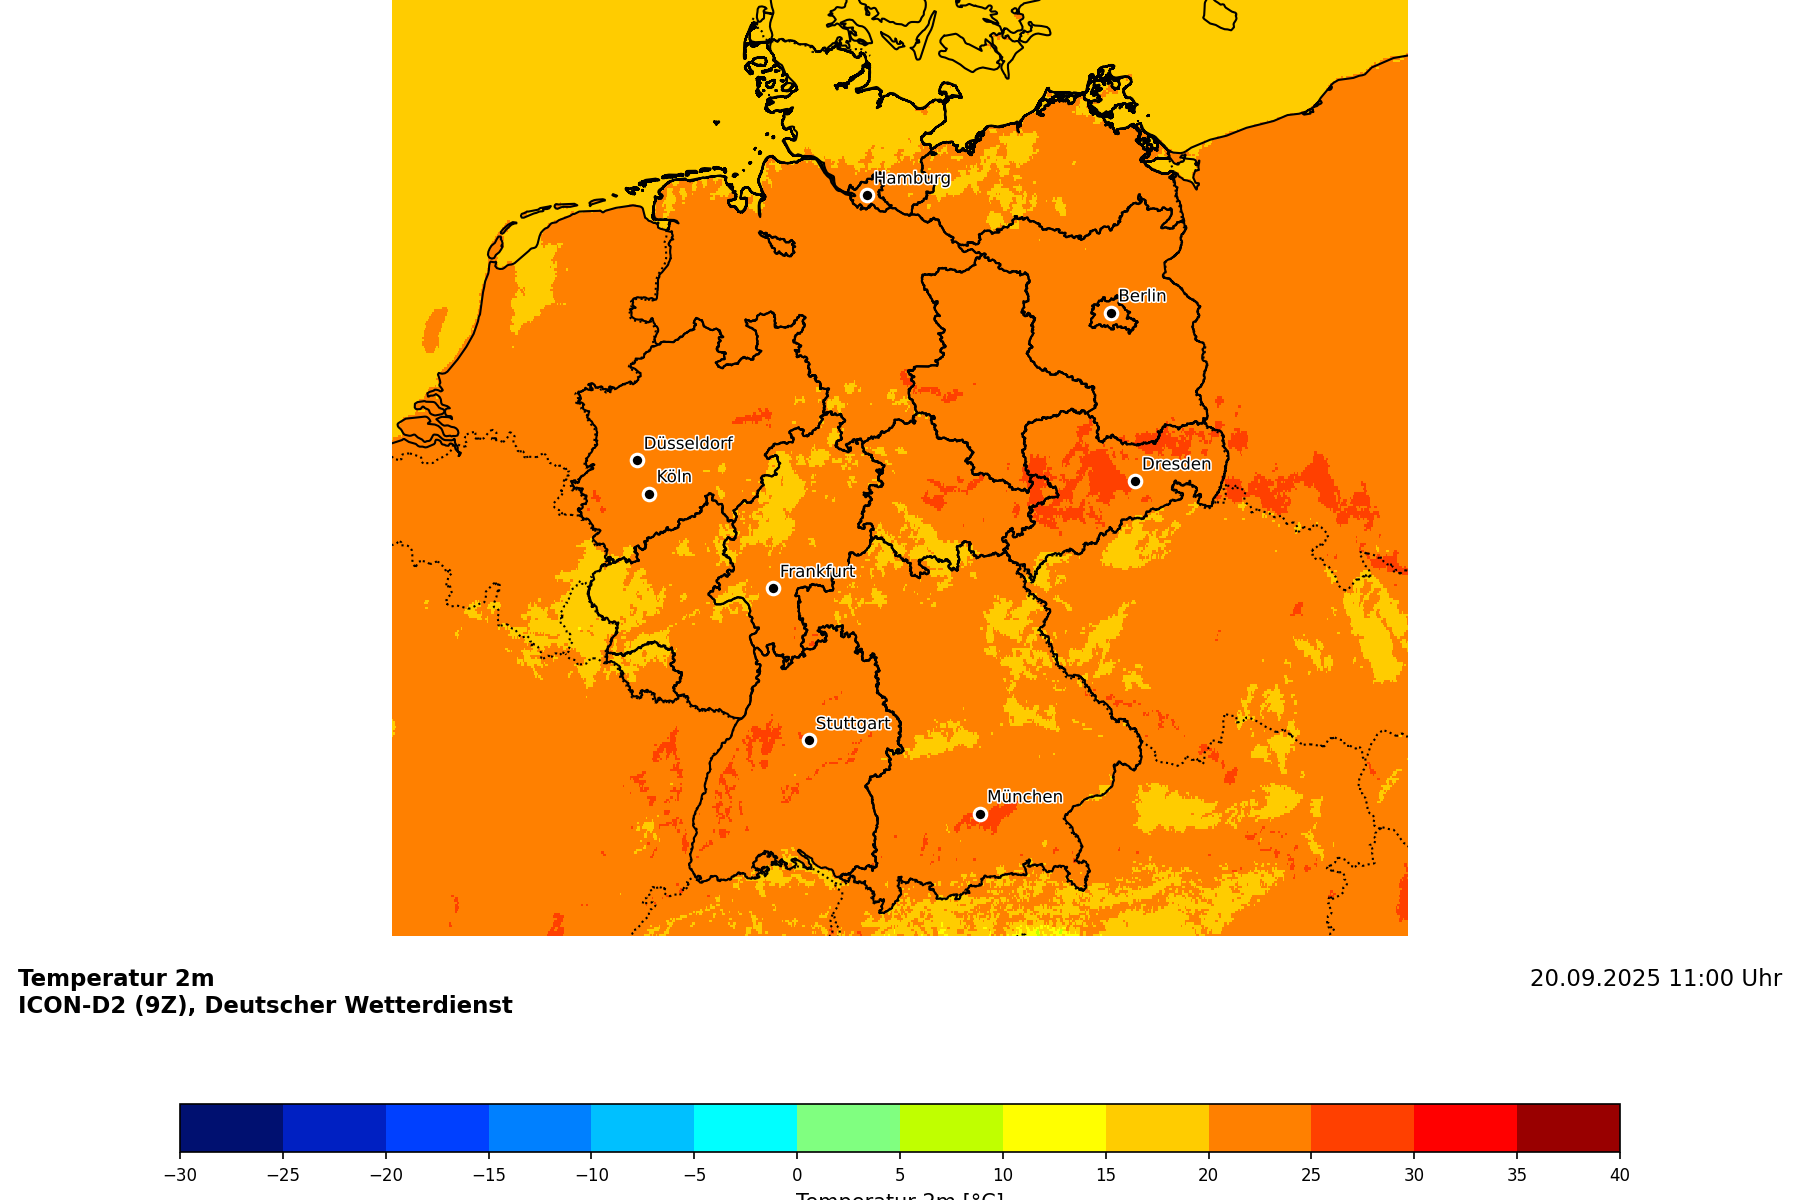 Hamburg
Berlin
Düsseldorf
Köln
Dresden
Frankfurt
Stuttgart
München
Temperatur 2m
ICON-D2 (9Z), Deutscher Wetterdienst
20.09.2025 11:00 Uhr
−30 −25 −20 −15 −10 −5 0 5 10 15 20 25 30 35 40
Temperatur 2m [°C]